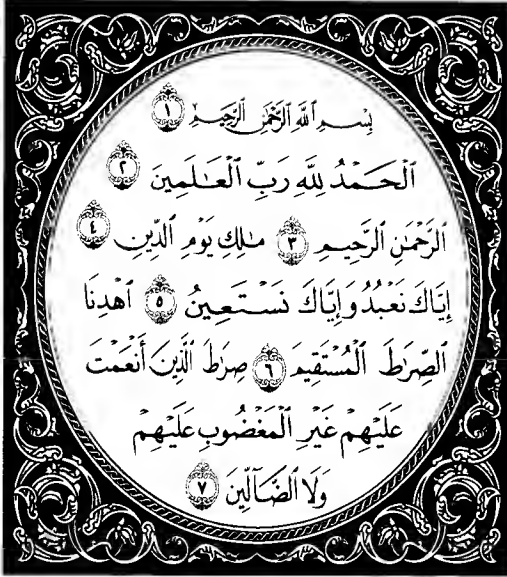 بِسْمِ ٱللَّهِ ٱلرَّحْمَٰنِ ٱلرَّحِيمِ ١
ٱلْحَمْدُ لِلَّهِ رَبِّ ٱلْعَٰلَمِينَ ٢
ٱلرَّحْمَٰنِ ٱلرَّحِيمِ ٣ مَٰلِكِ يَوْمِ ٱلدِّينِ ٤
إِيَّاكَ نَعْبُدُ وَإِيَّاكَ نَسْتَعِينُ ٥ ٱهْدِنَا
ٱلصِّرَٰطَ ٱلْمُسْتَقِيمَ ٦ صِرَٰطَ ٱلَّذِينَ أَنْعَمْتَ
عَلَيْهِمْ غَيْرِ ٱلْمَغْضُوبِ عَلَيْهِمْ
وَلَا ٱلضَّآلِّينَ ٧